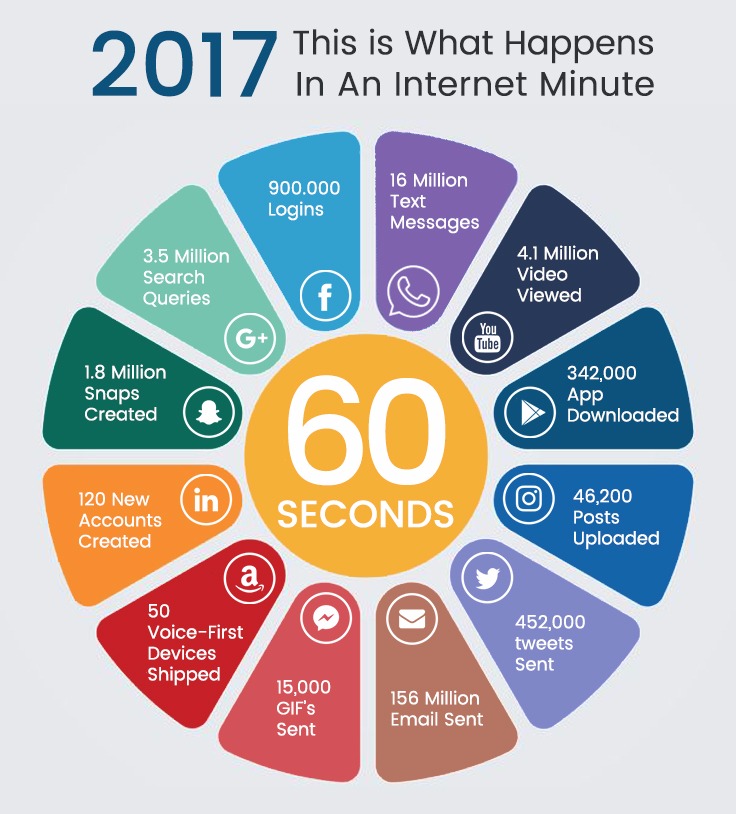 2017
This is What Happens
In An Internet Minute
900.000
Logins
f
16 Million
Text
Messages
4.1 Million
Video
Viewed
You
Tube
342,000
App
Downloaded
46,200
Posts
Uploaded
452,000
tweets
Sent
156 Million
Email Sent
15,000
GIF's
Sent
50
Voice-First
Devices
Shipped
a
120 New
Accounts
Created
in
1.8 Million
Snaps
Created
3.5 Million
Search
Queries
G+
60
SECONDS